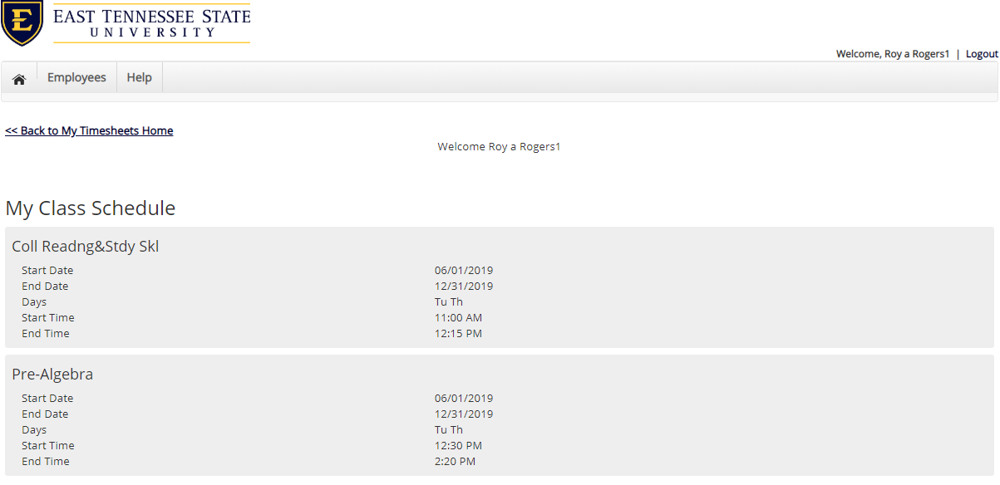 EAST TENNESSEE STATE
UNIVERSITY
Welcome, Roy a Rogers1 | Logout
Employees Help
<< Back to My Timesheets Home
Welcome Roy a Rogers1
My Class Schedule
Coll Readng&Stdy Skl
Start Date 06/01/2019
End Date 12/31/2019
Days Tu Th
Start Time 11:00 AM
End Time 12:15 PM
Pre-Algebra
Start Date 06/01/2019
End Date 12/31/2019
Days Tu Th
Start Time 12:30 PM
End Time 2:20 PM